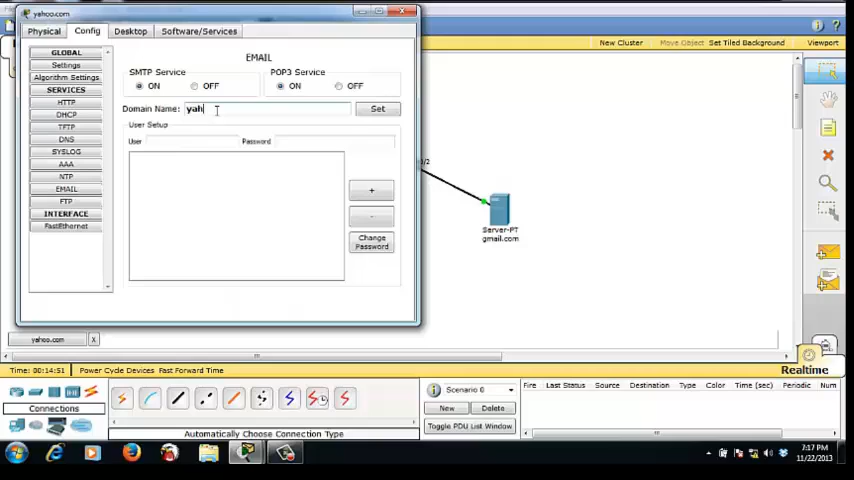 yahoo.com
Physical Config Desktop Software/Services
GLOBAL
Settings
Algorithm Settings
SERVICES
HTTP
DHCP
TFTP
DNS
SYSLOG
AAA
NTP
EMAIL
FTP
INTERFACE
FastEthernet
EMAIL
SMTP Service
ON OFF
POP3 Service
ON OFF
Domain Name: yah Set
User Setup
User Password
+
-
Change
Password
New Cluster Move Object Set Tiled Background Viewport
Server-PT
gmail.com
yahoo.com X
Time: 00:14:51 Power Cycle Devices Fast Forward Time Realtime
Connections
Automatically Choose Connection Type
Scenario 0
New Delete
Toggle PDU List Window
Fire Last Status Source Destination Type Color Time (sec) Periodic Num
7:17 PM
11/22/2013